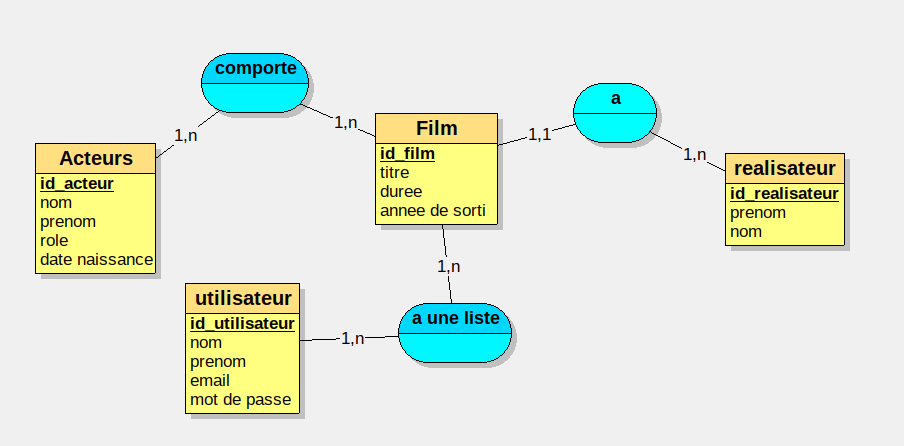 comporte
1,n
1,n
Acteurs
id_acteur
nom
prenom
role
date naissance
Film
id_film
titre
duree
annee de sorti
1,1
a
1,n
realisateur
id_realisateur
prenom
nom
1,n
a une liste
1,n
utilisateur
id_utilisateur
nom
prenom
email
mot de passe